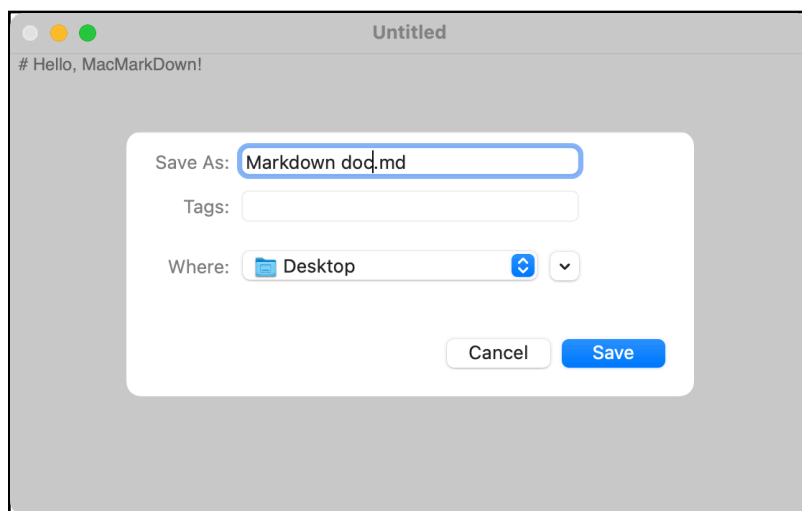 Untitled
# Hello, MacMarkDown!
Save As: Markdown doc.md
Tags:
Where: Desktop
Cancel Save